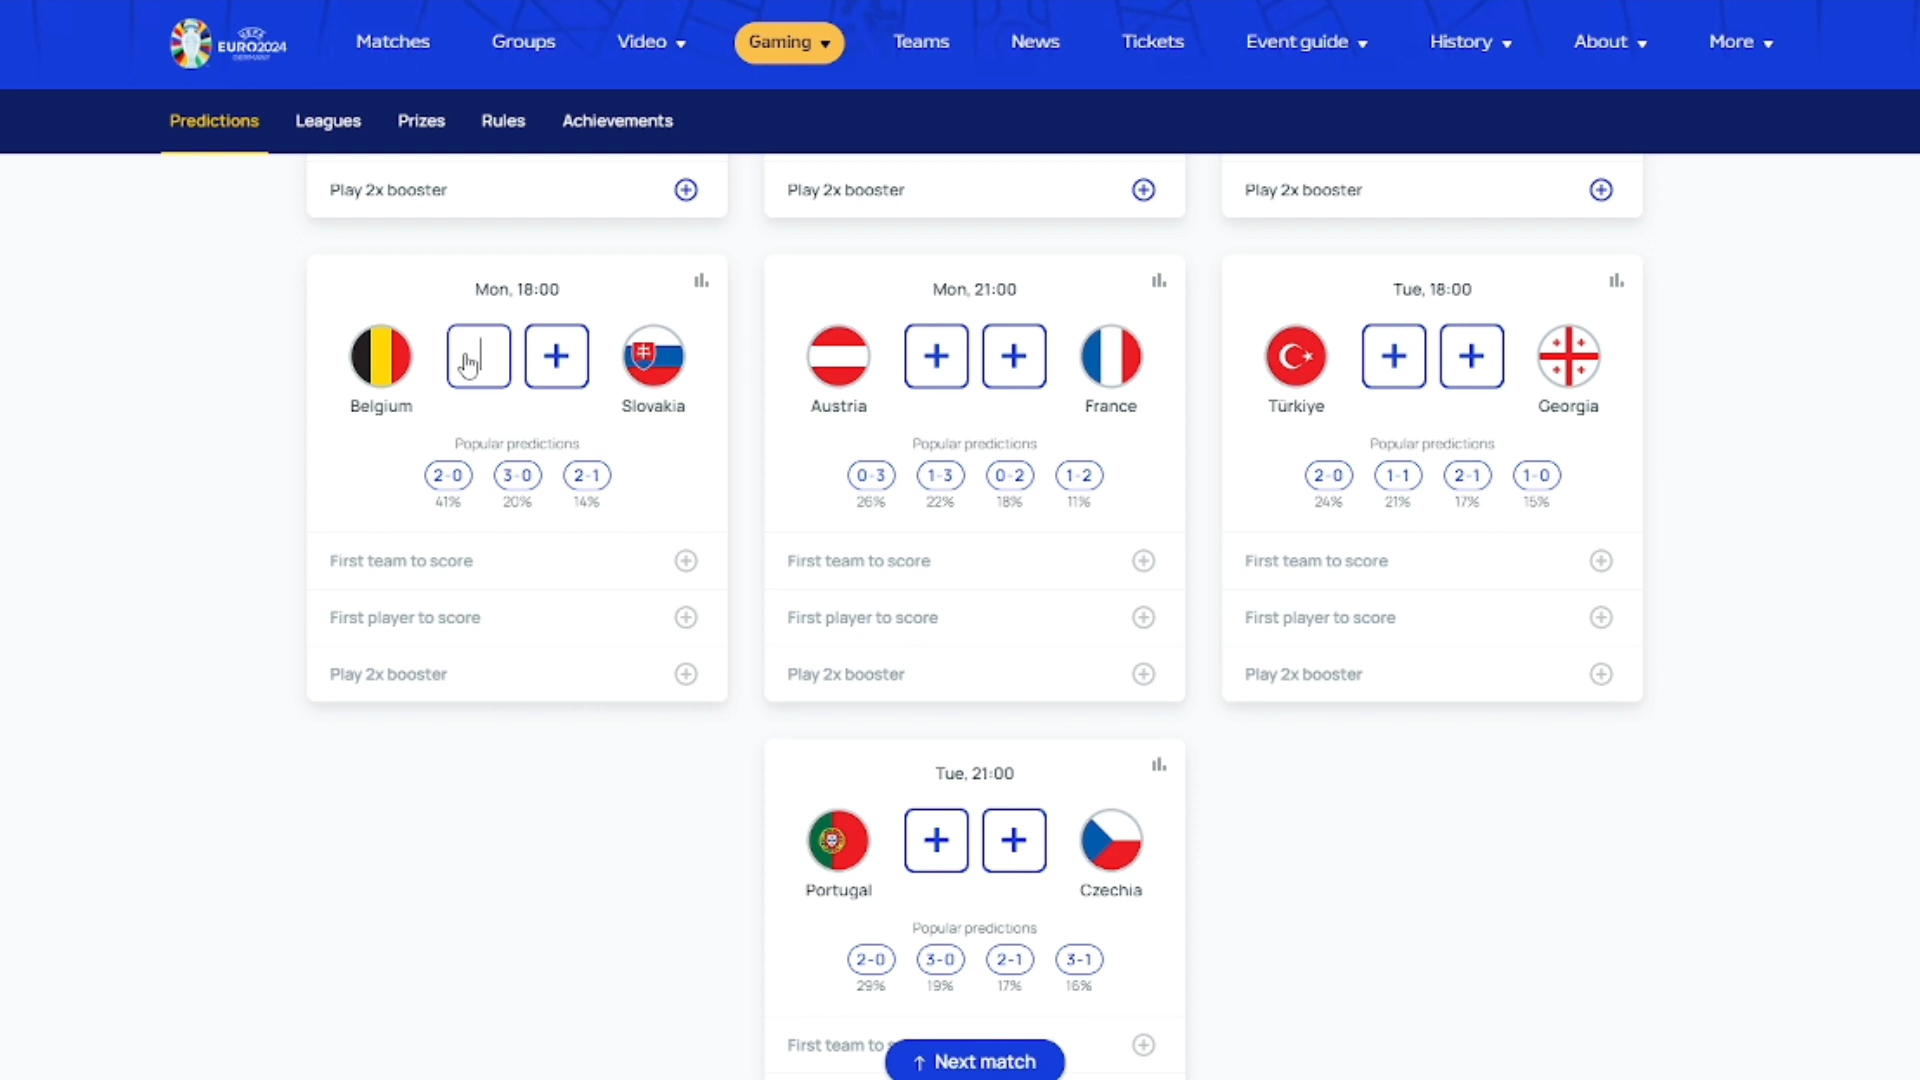 UEFA
EURO2024
GERMANY
Matches Groups Video Gaming Teams News Tickets Event guide History About More
Predictions Leagues Prizes Rules Achievements
Play 2x booster Play 2x booster Play 2x booster
Mon, 18:00 Mon, 21:00 Tue, 18:00
Belgium Slovakia Austria France Türkiye Georgia
Popular predictions Popular predictions Popular predictions
2-0 3-0 2-1 0-3 1-3 0-2 1-2 2-0 1-1 2-1 1-0
41% 20% 14% 26% 22% 18% 11% 24% 21% 17% 15%
First team to score First team to score First team to score
First player to score First player to score First player to score
Play 2x booster Play 2x booster Play 2x booster
Tue, 21:00
Portugal Czechia
Popular predictions
2-0 3-0 2-1 3-1
29% 19% 17% 16%
First team to s
↑ Next match